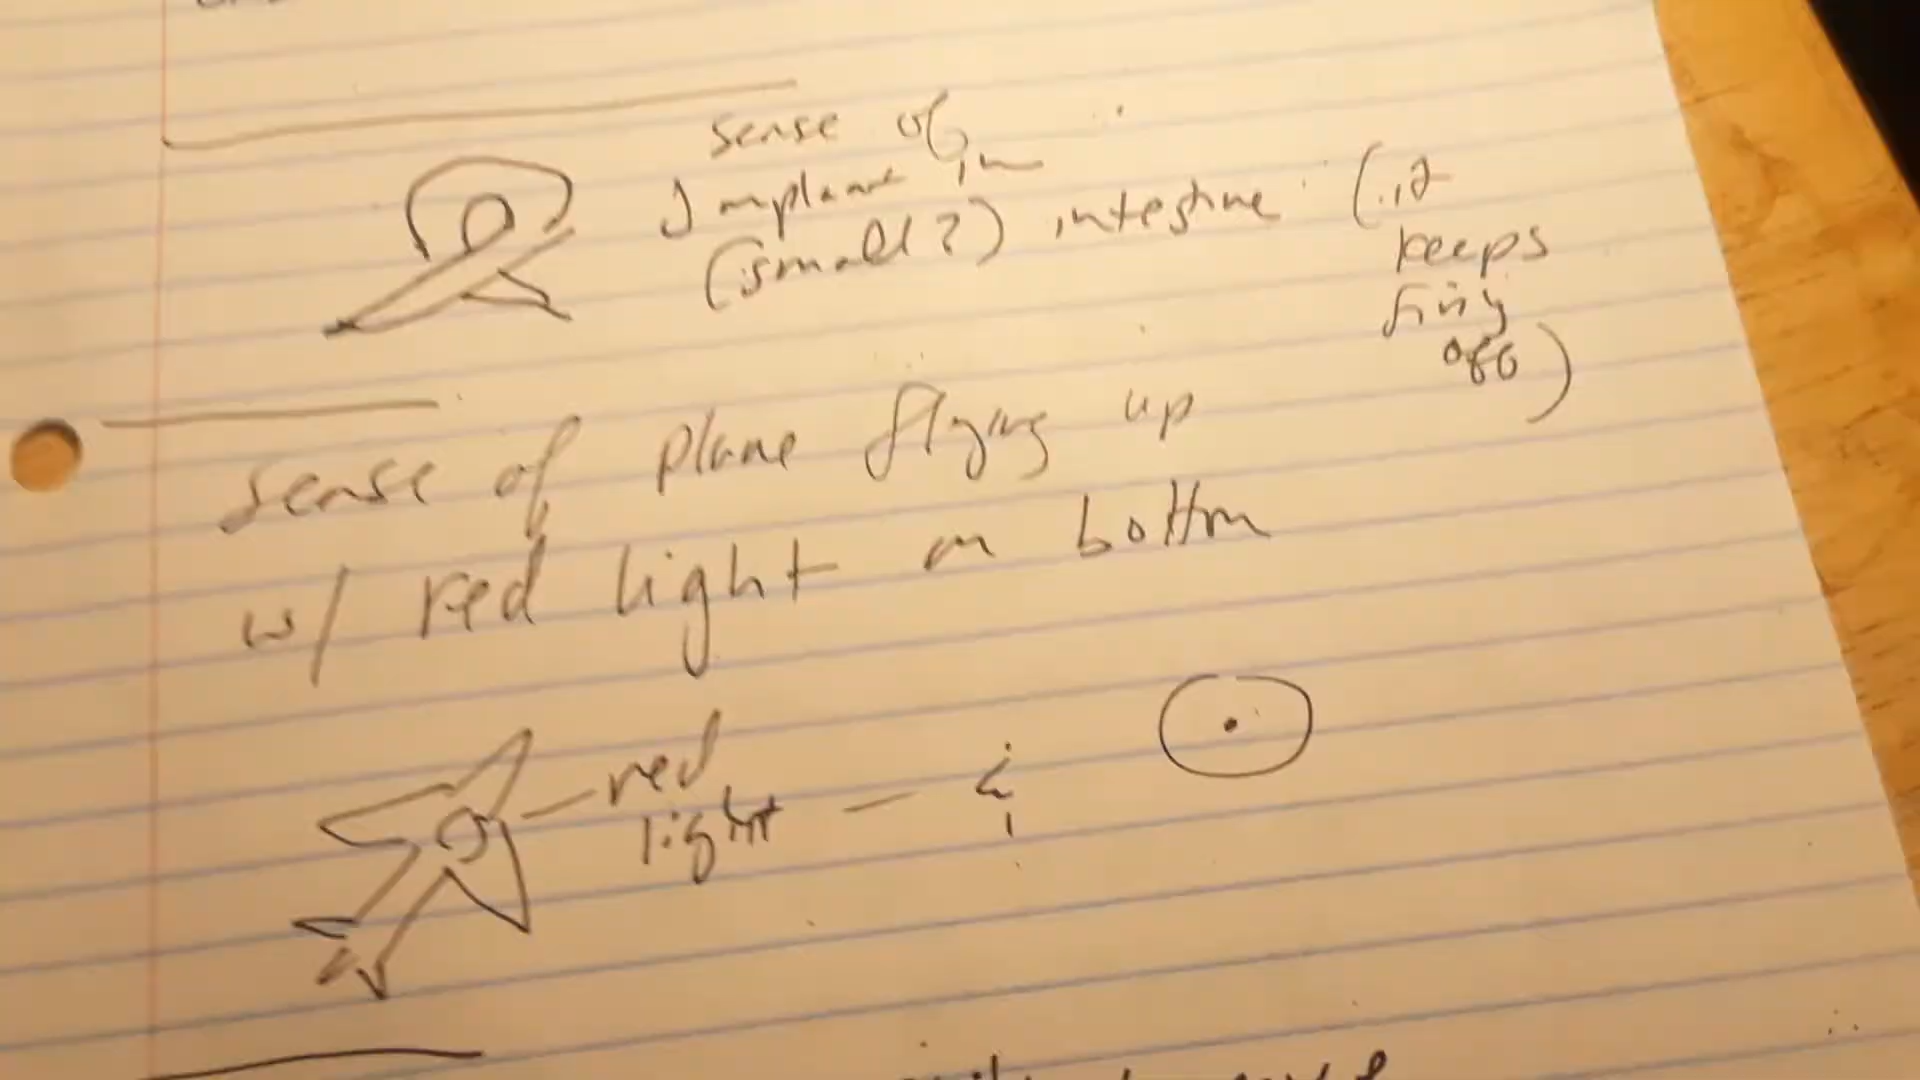 sense of
implant in
(small?) intestine (it
keeps
firing
off)
sense of plane flying up
w/ red light on bottom
red
light — &